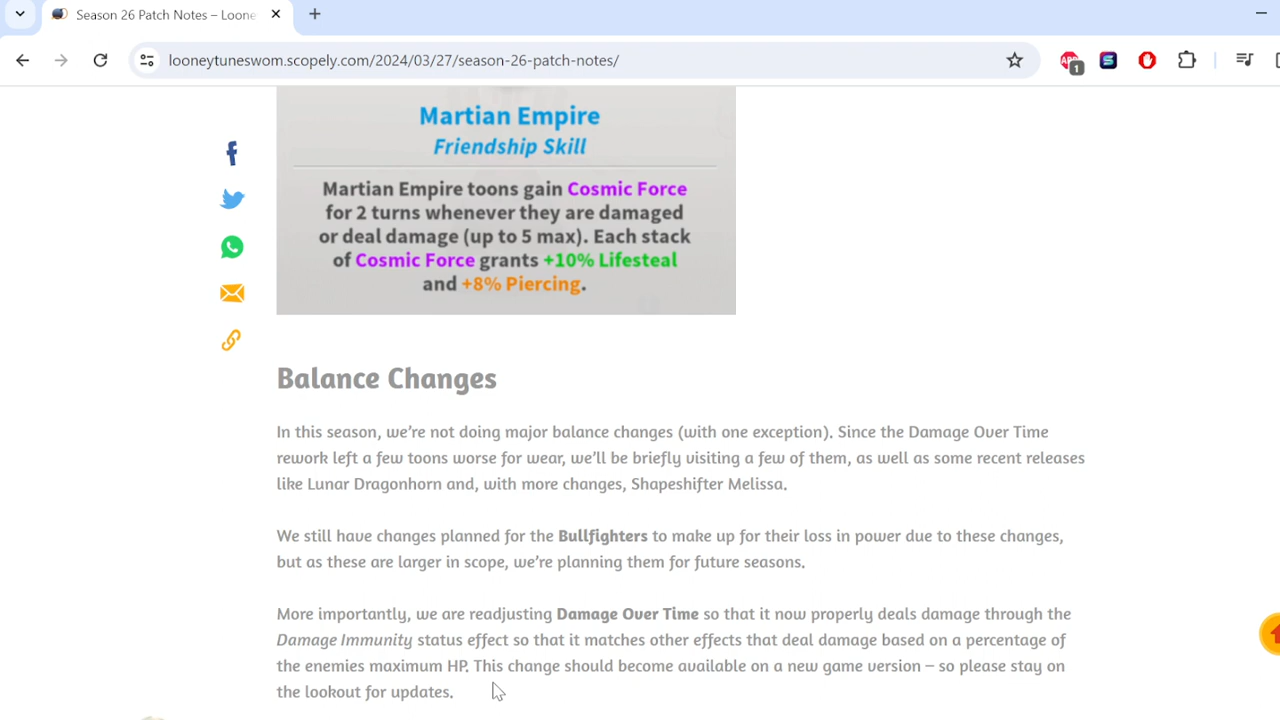 Season 26 Patch Notes – Loone
looneytuneswom.scopely.com/2024/03/27/season-26-patch-notes/
1
Martian Empire
Friendship Skill
Martian Empire toons gain Cosmic Force
for 2 turns whenever they are damaged
or deal damage (up to 5 max). Each stack
of Cosmic Force grants +10% Lifesteal
and +8% Piercing.
Balance Changes
In this season, we're not doing major balance changes (with one exception). Since the Damage Over Time
rework left a few toons worse for wear, we'll be briefly visiting a few of them, as well as some recent releases
like Lunar Dragonhorn and, with more changes, Shapeshifter Melissa.
We still have changes planned for the Bullfighters to make up for their loss in power due to these changes,
but as these are larger in scope, we're planning them for future seasons.
More importantly, we are readjusting Damage Over Time so that it now properly deals damage through the
Damage Immunity status effect so that it matches other effects that deal damage based on a percentage of
the enemies maximum HP. This change should become available on a new game version – so please stay on
the lookout for updates.